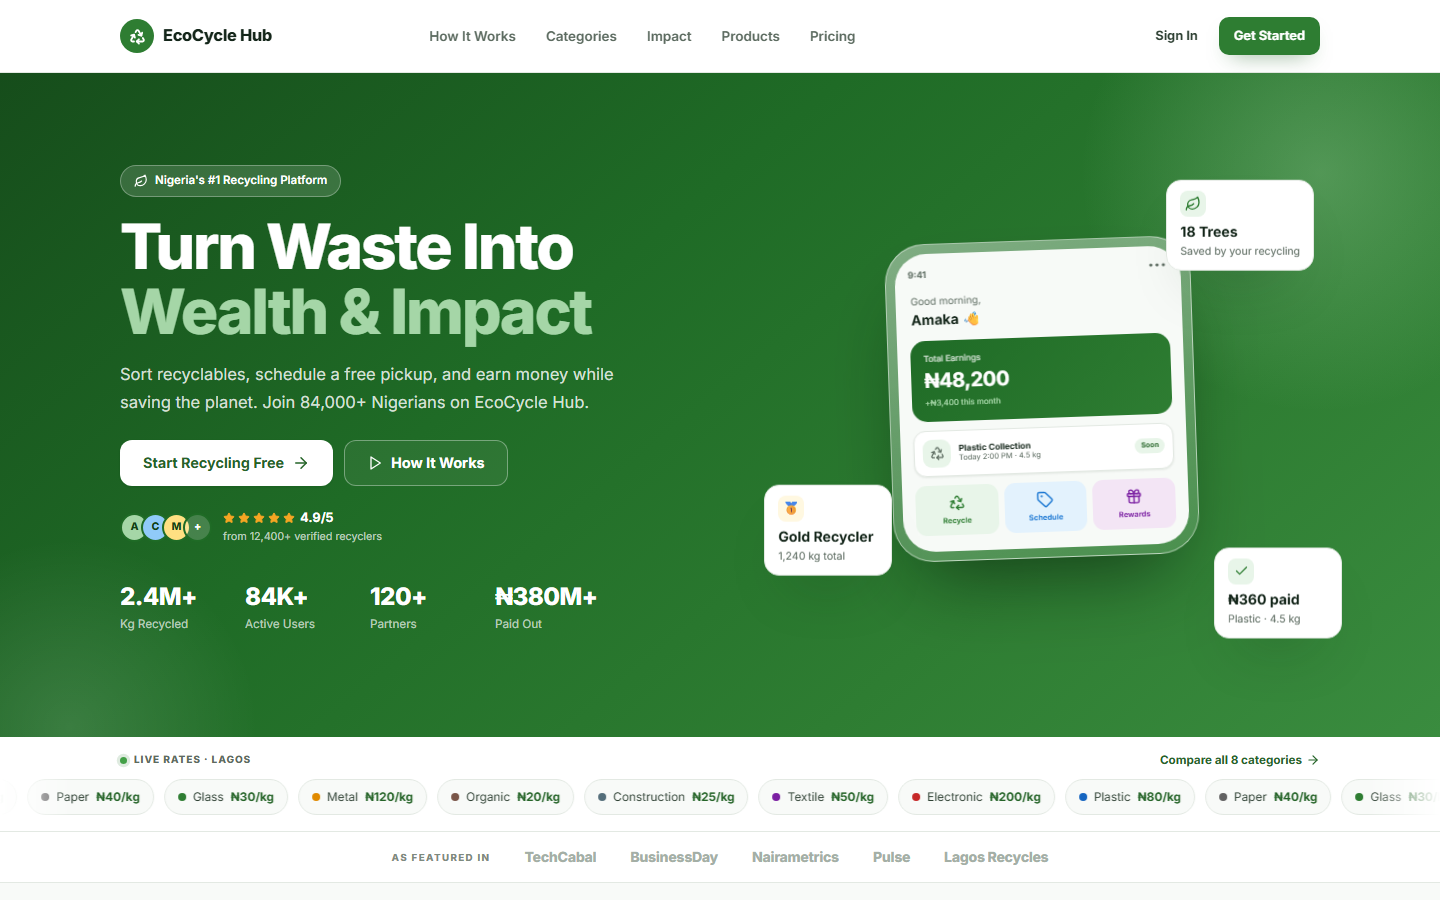 EcoCycle Hub
How It Works
Categories
Impact
Products
Pricing
Sign In
Get Started
Nigeria's #1 Recycling Platform
Turn Waste Into
Wealth & Impact
Sort recyclables, schedule a free pickup, and earn money while
saving the planet. Join 84,000+ Nigerians on EcoCycle Hub.
Start Recycling Free
How It Works
A C M +
4.9/5
from 12,400+ verified recyclers
2.4M+
Kg Recycled
84K+
Active Users
120+
Partners
₦380M+
Paid Out
18 Trees
Saved by your recycling
9:41
Good morning,
Amaka 👋
Total Earnings
₦48,200
+₦3,400 this month
Plastic Collection
Today 2:00 PM · 4.5 kg
Soon
Recycle
Schedule
Rewards
Gold Recycler
1,240 kg total
₦360 paid
Plastic · 4.5 kg
LIVE RATES · LAGOS
Compare all 8 categories
Paper ₦40/kg
Glass ₦30/kg
Metal ₦120/kg
Organic ₦20/kg
Construction ₦25/kg
Textile ₦50/kg
Electronic ₦200/kg
Plastic ₦80/kg
Paper ₦40/kg
Glass ₦30/
AS FEATURED IN
TechCabal
BusinessDay
Nairametrics
Pulse
Lagos Recycles